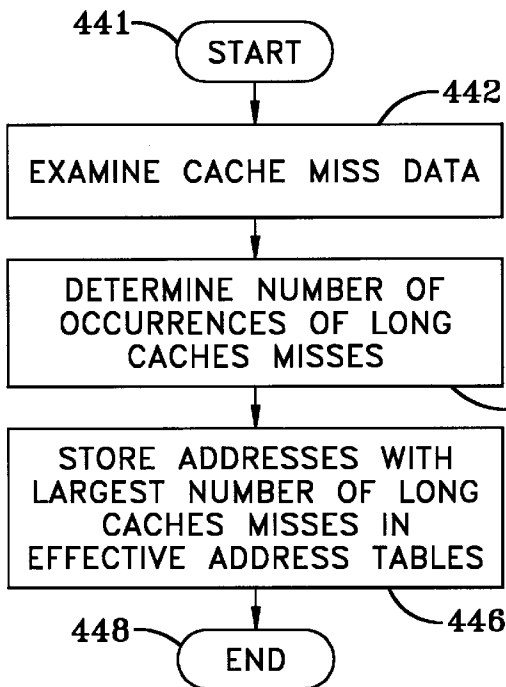 441
START
442
EXAMINE CACHE MISS DATA
DETERMINE NUMBER OF
OCCURRENCES OF LONG
CACHES MISSES
STORE ADDRESSES WITH
LARGEST NUMBER OF LONG
CACHES MISSES IN
EFFECTIVE ADDRESS TABLES
446
448
END